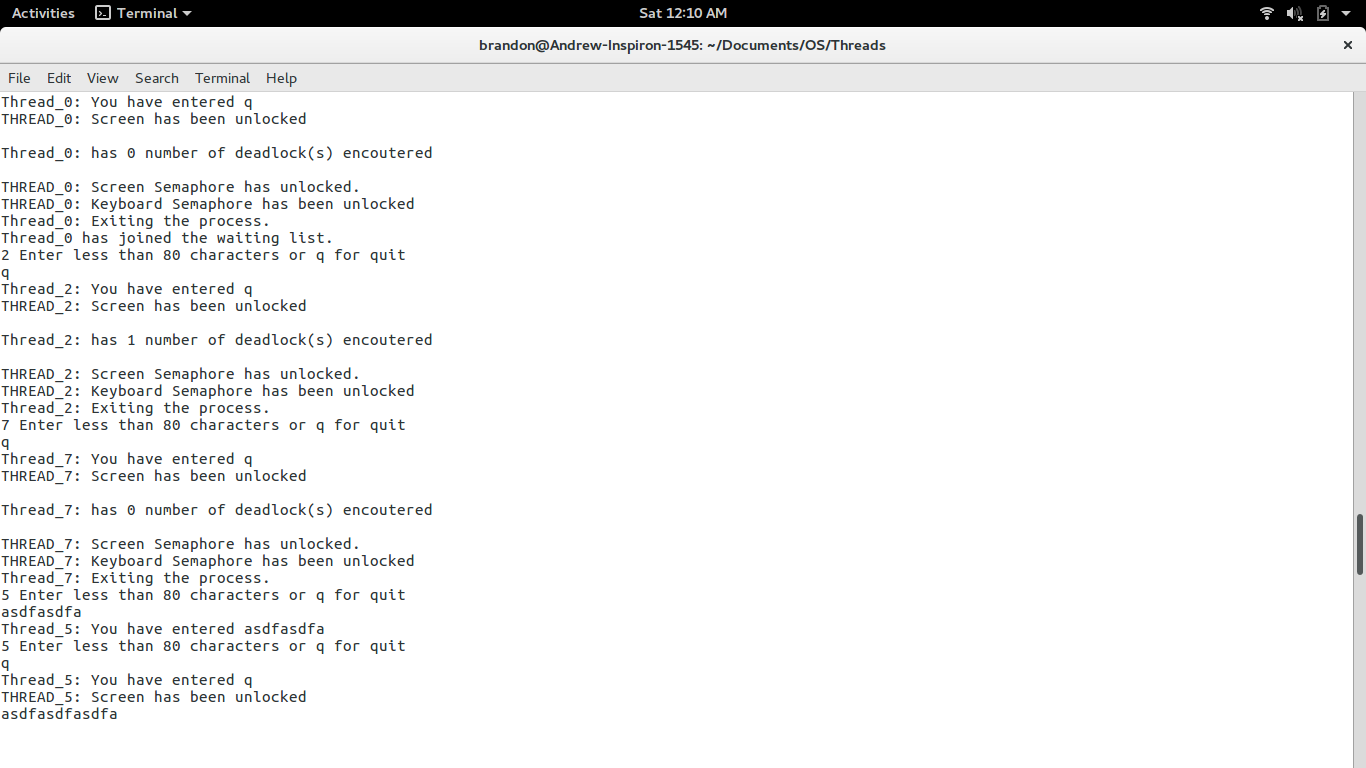 Activities Terminal Sat 12:10 AM
brandon@Andrew-Inspiron-1545: ~/Documents/OS/Threads
File Edit View Search Terminal Help
Thread_0: You have entered q
THREAD_0: Screen has been unlocked
Thread_0: has 0 number of deadlock(s) encoutered
THREAD_0: Screen Semaphore has unlocked.
THREAD_0: Keyboard Semaphore has been unlocked
Thread_0: Exiting the process.
Thread_0 has joined the waiting list.
2 Enter less than 80 characters or q for quit
q
Thread_2: You have entered q
THREAD_2: Screen has been unlocked
Thread_2: has 1 number of deadlock(s) encoutered
THREAD_2: Screen Semaphore has unlocked.
THREAD_2: Keyboard Semaphore has been unlocked
Thread_2: Exiting the process.
7 Enter less than 80 characters or q for quit
q
Thread_7: You have entered q
THREAD_7: Screen has been unlocked
Thread_7: has 0 number of deadlock(s) encoutered
THREAD_7: Screen Semaphore has unlocked.
THREAD_7: Keyboard Semaphore has been unlocked
Thread_7: Exiting the process.
5 Enter less than 80 characters or q for quit
asdfasdfa
Thread_5: You have entered asdfasdfa
5 Enter less than 80 characters or q for quit
q
Thread_5: You have entered q
THREAD_5: Screen has been unlocked
asdfasdfasdfa